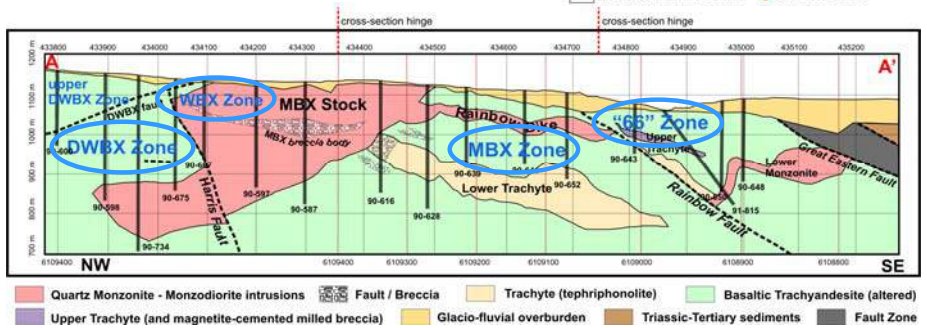 cross-section hinge
cross-section hinge
433800 433900 434000 434100 434200 434300 434400 434500 434600 434700 434800 434900 435000 435100 435200
A
A'
1200 m
1100 m
1000 m
900 m
800 m
700 m
upper
DWBX Zone
DWBX
WBX Zone
MBX Stock
MBX breccia body
DWBX Zone
Rainbow
MBX Zone
"66" Zone
Upper
Trachyte
Lower Trachyte
Lower
Monzonite
Great Eastern Fault
Harris Fault
Rainbow Fault
90-675
90-598
90-734
90-597
90-587
90-616
90-628
90-639
90-652
90-643
90-648
91-815
6109400
NW
6109400 6109300 6109200 6109100 6109000 6108900 6108800
SE
Quartz Monzonite - Monzodiorite intrusions
Fault / Breccia
Trachyte (tephriphonolite)
Basaltic Trachyandesite (altered)
Upper Trachyte (and magnetite-cemented milled breccia)
Glacio-fluvial overburden
Triassic-Tertiary sediments
Fault Zone